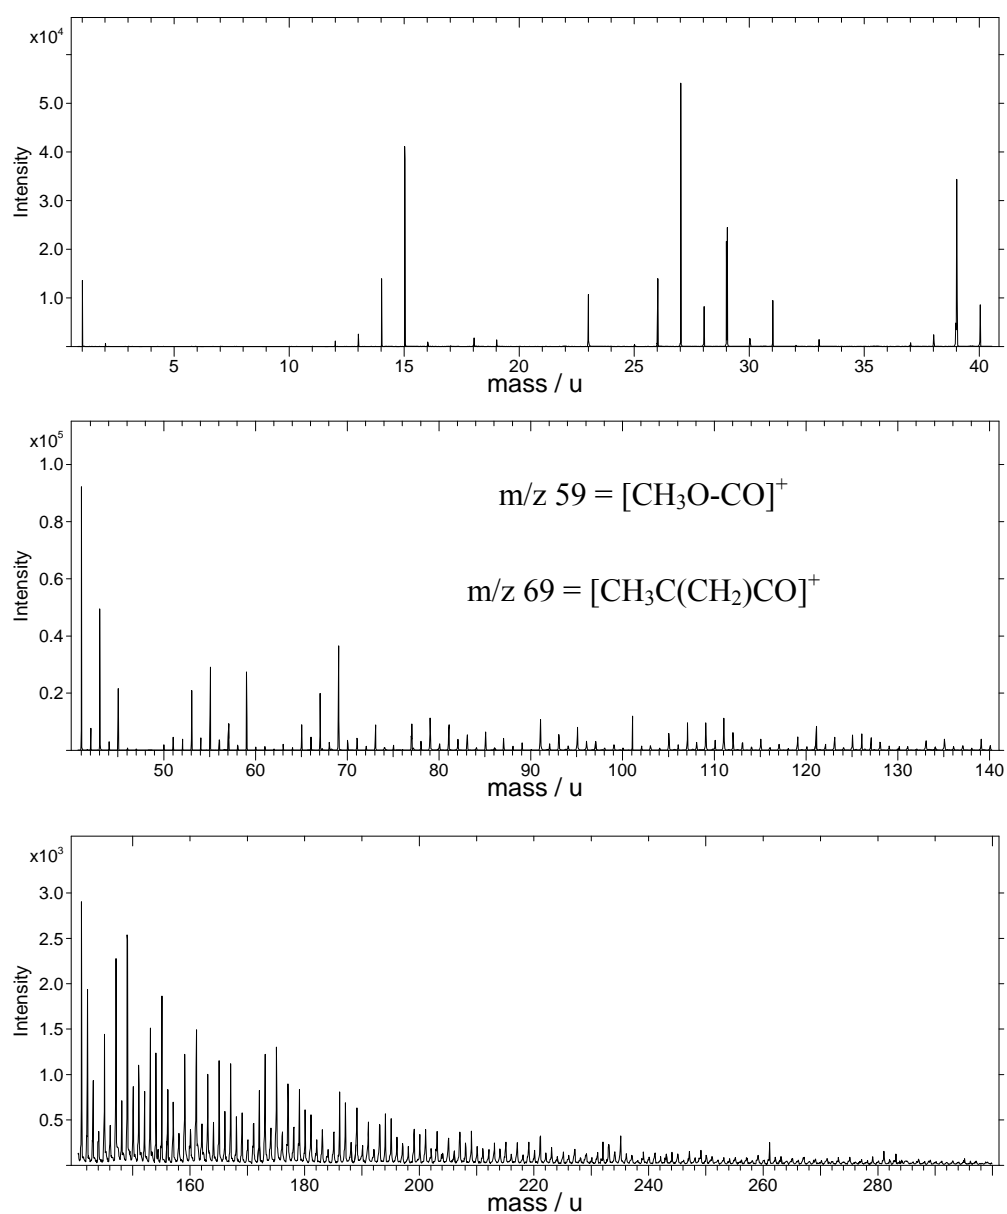 x10⁴
5.0
4.0
3.0
2.0
1.0
Intensity
5 10 15 20 25 30 35 40
mass / u
x10⁵
1.0
0.8
0.6
0.4
0.2
Intensity
m/z 59 = [CH₃O-CO]⁺
m/z 69 = [CH₃C(CH₂)CO]⁺
50 60 70 80 90 100 110 120 130 140
mass / u
x10³
3.0
2.5
2.0
1.5
1.0
0.5
Intensity
160 180 200 220 240 260 280
mass / u